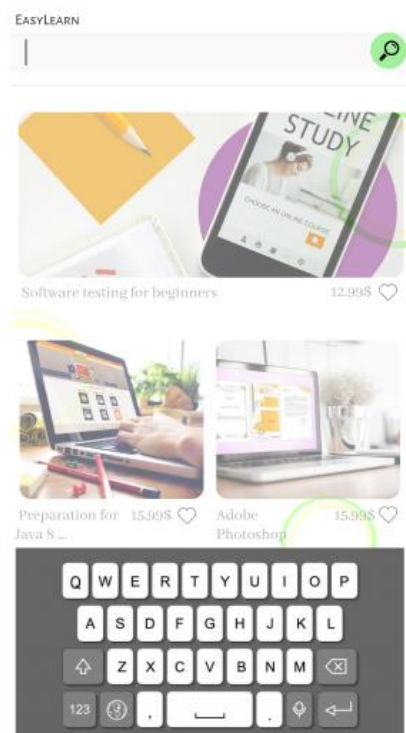 EASYLEARN
ONLINE
STUDY
CHOOSE AN ONLINE COURSE
Software testing for beginners 12.99$
Preparation for 15.99$ Adobe 15.99$
Java 8 ... Photoshop
Q W E R T Y U I O P
A S D F G H J K L
Z X C V B N M
123 , .